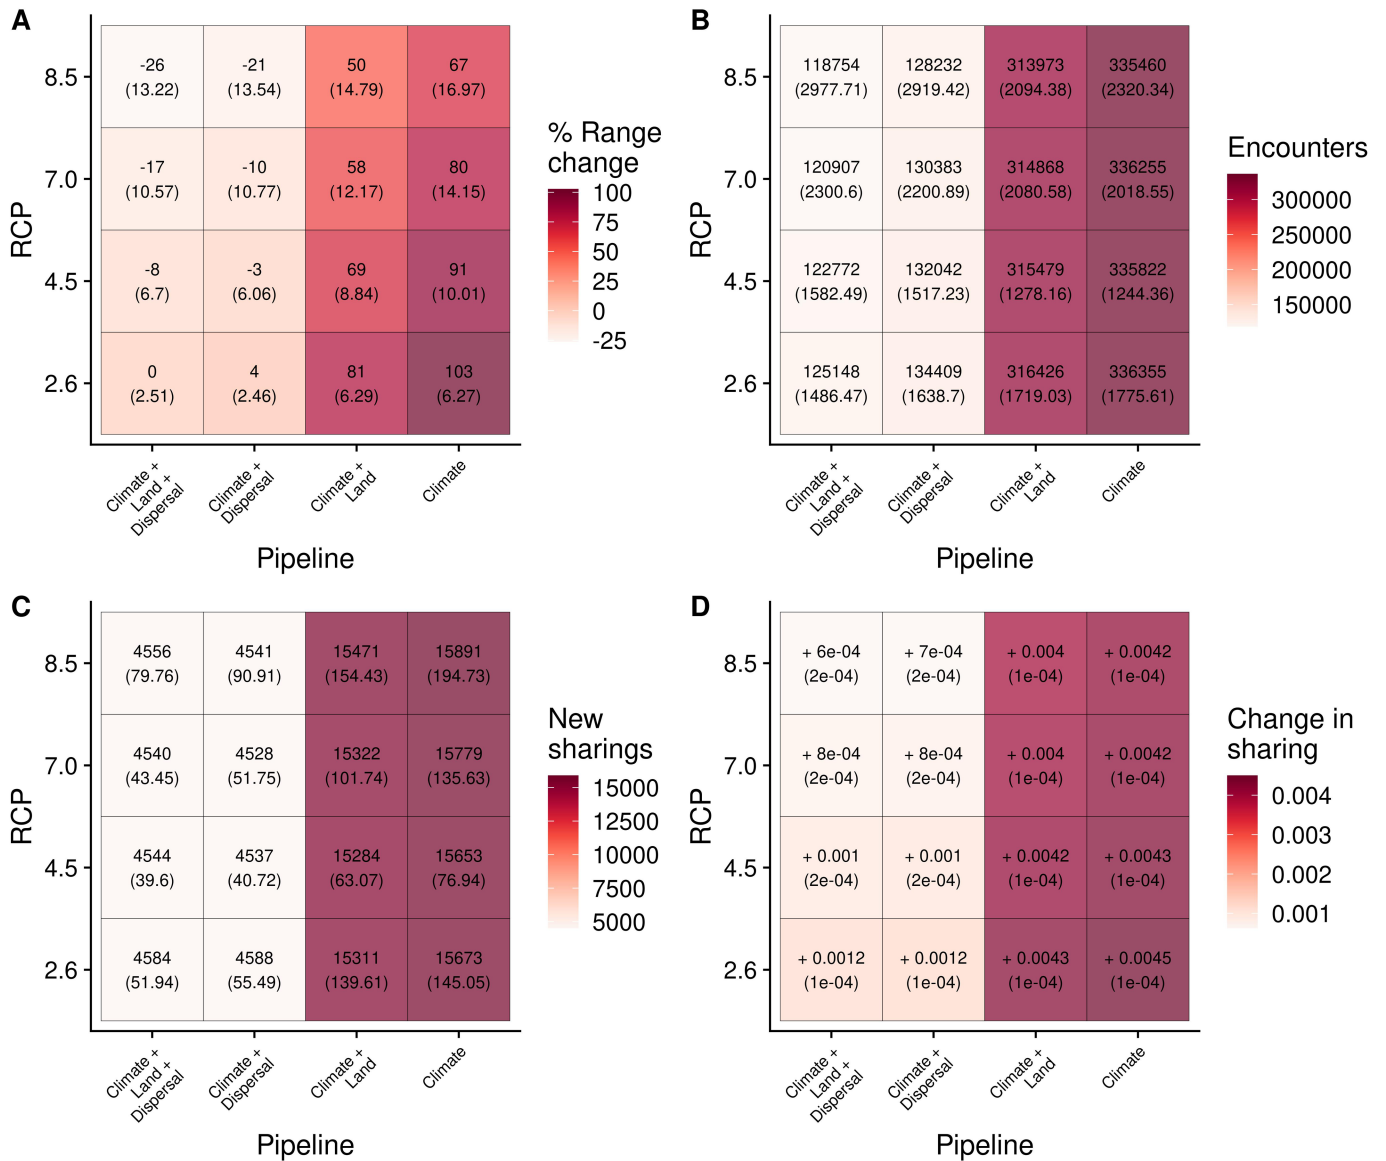 A
8.5
7.0
4.5
2.6
RCP
-26
(13.22)
-21
(13.54)
50
(14.79)
67
(16.97)
-17
(10.57)
-10
(10.77)
58
(12.17)
80
(14.15)
-8
(6.7)
-3
(6.06)
69
(8.84)
91
(10.01)
0
(2.51)
4
(2.46)
81
(6.29)
103
(6.27)
Climate +
Land +
Dispersal
Climate +
Dispersal
Climate +
Land
Climate
Pipeline
% Range
change
100
75
50
25
0
-25
B
8.5
7.0
4.5
2.6
RCP
118754
(2977.71)
128232
(2919.42)
313973
(2094.38)
335460
(2320.34)
120907
(2300.6)
130383
(2200.89)
314868
(2080.58)
336255
(2018.55)
122772
(1582.49)
132042
(1517.23)
315479
(1278.16)
335822
(1244.36)
125148
(1486.47)
134409
(1638.7)
316426
(1719.03)
336355
(1775.61)
Climate +
Land +
Dispersal
Climate +
Dispersal
Climate +
Land
Climate
Pipeline
Encounters
300000
250000
200000
150000
C
8.5
7.0
4.5
2.6
RCP
4556
(79.76)
4541
(90.91)
15471
(154.43)
15891
(194.73)
4540
(43.45)
4528
(51.75)
15322
(101.74)
15779
(135.63)
4544
(39.6)
4537
(40.72)
15284
(63.07)
15653
(76.94)
4584
(51.94)
4588
(55.49)
15311
(139.61)
15673
(145.05)
Climate +
Land +
Dispersal
Climate +
Dispersal
Climate +
Land
Climate
Pipeline
New
sharings
15000
12500
10000
7500
5000
D
8.5
7.0
4.5
2.6
RCP
+ 6e-04
(2e-04)
+ 7e-04
(2e-04)
+ 0.004
(1e-04)
+ 0.0042
(1e-04)
+ 8e-04
(2e-04)
+ 8e-04
(2e-04)
+ 0.004
(1e-04)
+ 0.0042
(1e-04)
+ 0.001
(2e-04)
+ 0.001
(2e-04)
+ 0.0042
(1e-04)
+ 0.0043
(1e-04)
+ 0.0012
(1e-04)
+ 0.0012
(1e-04)
+ 0.0043
(1e-04)
+ 0.0045
(1e-04)
Climate +
Land +
Dispersal
Climate +
Dispersal
Climate +
Land
Climate
Pipeline
Change in
sharing
0.004
0.003
0.002
0.001